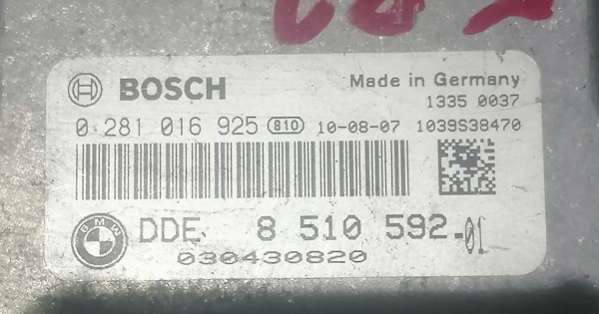 BOSCH
Made in Germany
1335 0037
0 281 016 925 810 10-08-07 1039S38470
BMW
DDE 8 510 592-01
030430820